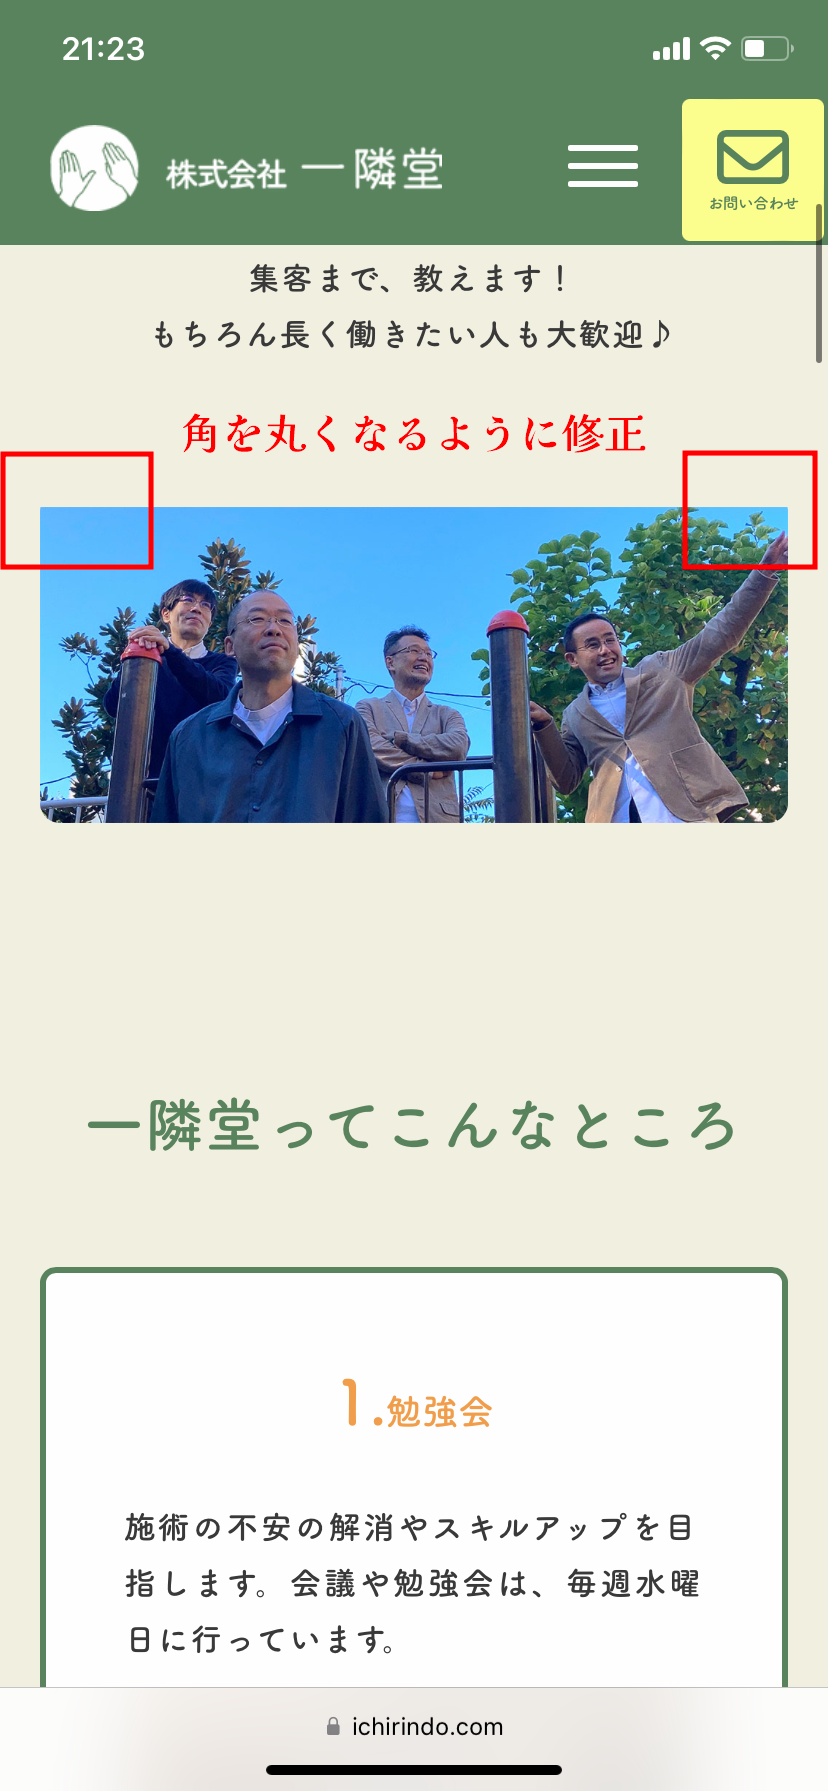 21:23
株式会社 一隣堂
お問い合わせ
集客まで、教えます！
もちろん長く働きたい人も大歓迎♪
角を丸くなるように修正
一隣堂ってこんなところ
1.勉強会
施術の不安の解消やスキルアップを目
指します。会議や勉強会は、毎週水曜
日に行っています。
ichirindo.com